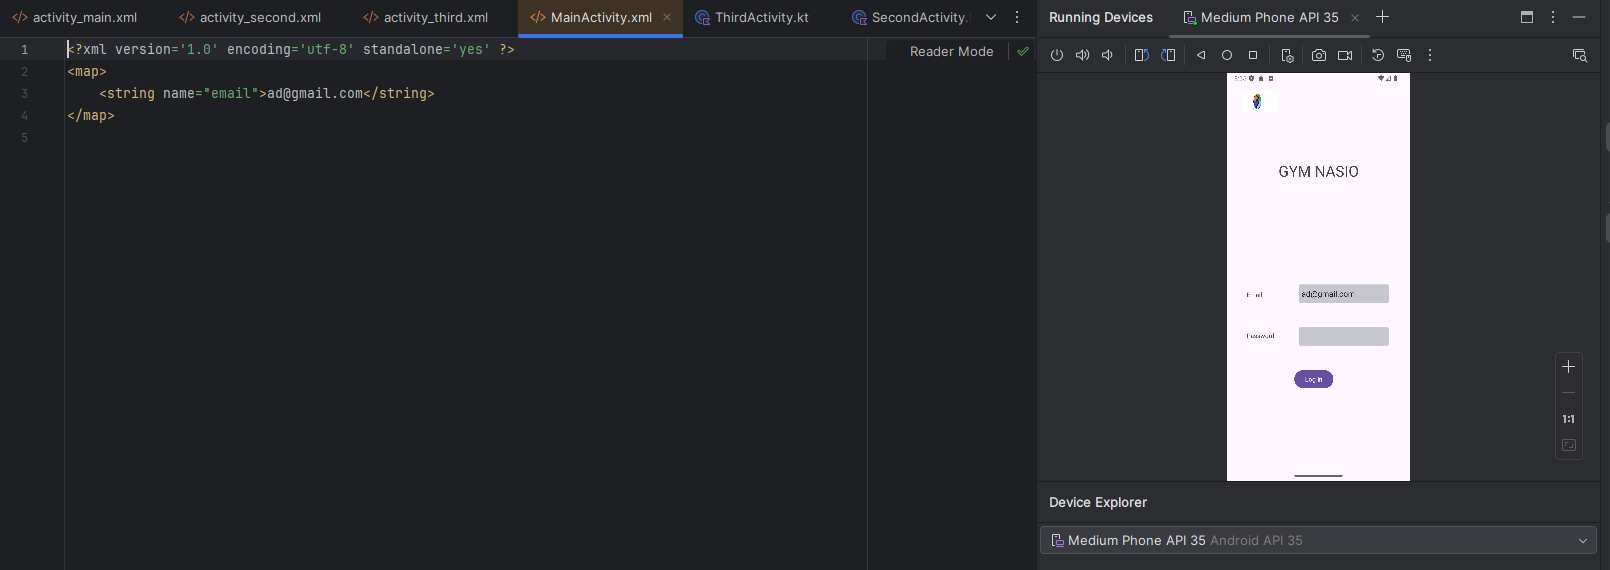 activity_main.xml
activity_second.xml
activity_third.xml
MainActivity.xml
ThirdActivity.kt
SecondActivity.
1 <?xml version='1.0' encoding='utf-8' standalone='yes' ?>
2 <map>
3 <string name="email">ad@gmail.com</string>
4 </map>
5
Reader Mode
Running Devices
Medium Phone API 35
GYM NASIO
Email
ad@gmail.com
Password
Log in
1:1
Device Explorer
Medium Phone API 35 Android API 35